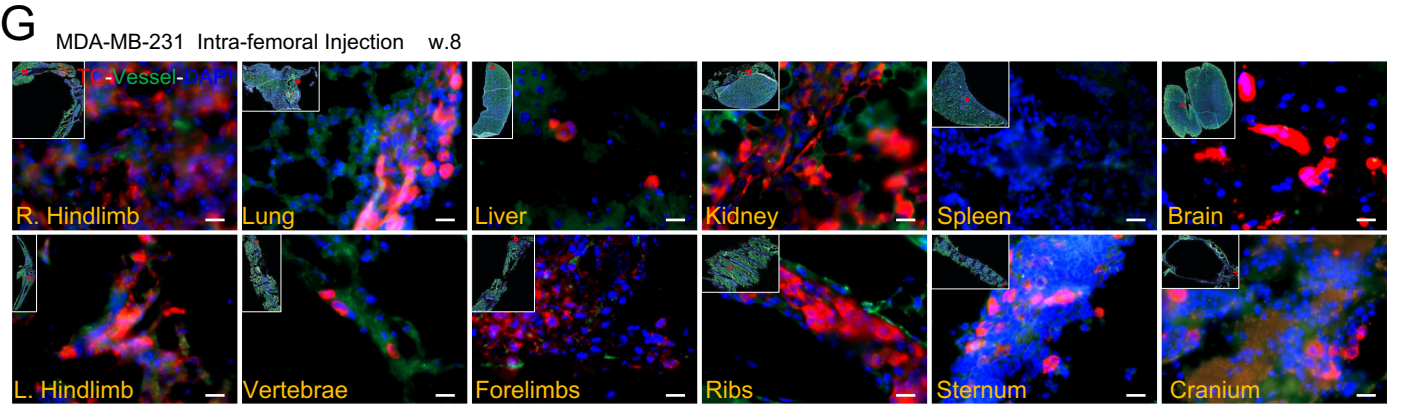 G
MDA-MB-231 Intra-femoral Injection w.8
TC-Vessel-DAPI
R. Hindlimb
Lung
Liver
Kidney
Spleen
Brain
L. Hindlimb
Vertebrae
Forelimbs
Ribs
Sternum
Cranium